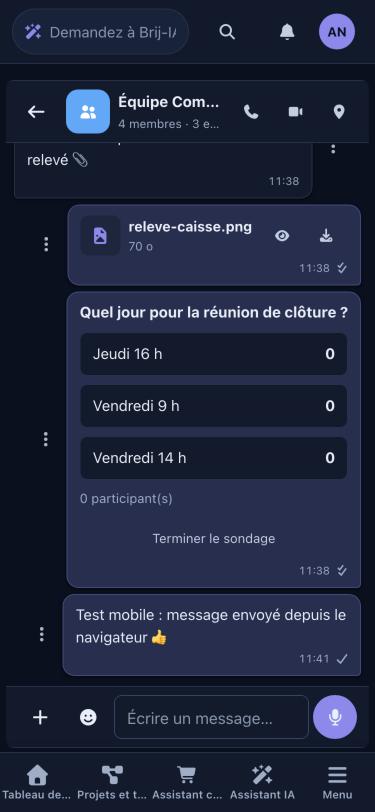 Demandez à Brij-IA
AN
Équipe Com...
4 membres · 3 e...
relevé 📎
11:38
releve-caisse.png
70 o
11:38
Quel jour pour la réunion de clôture ?
Jeudi 16 h 0
Vendredi 9 h 0
Vendredi 14 h 0
0 participant(s)
Terminer le sondage
11:38
Test mobile : message envoyé depuis le
navigateur 👍
11:41
Écrire un message...
Tableau de... Projets et t... Assistant c... Assistant IA Menu